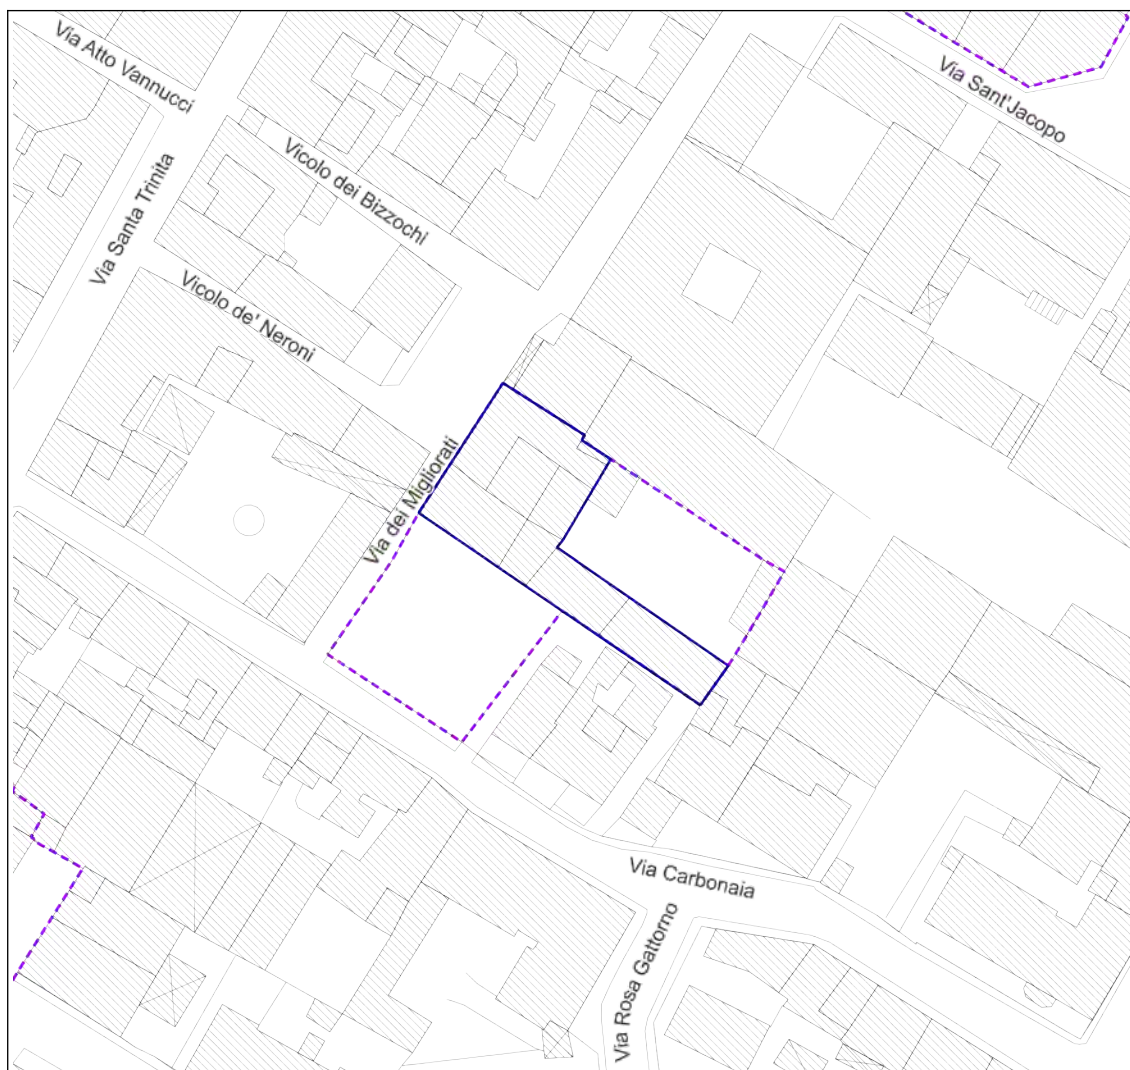 Via Atto Vannucci
Via Sant'Jacopo
Vicolo dei Bizzochi
Via Santa Trinita
Vicolo de' Neroni
Via dei Migliorati
Via Carbonaia
Via Rosa Gattorno